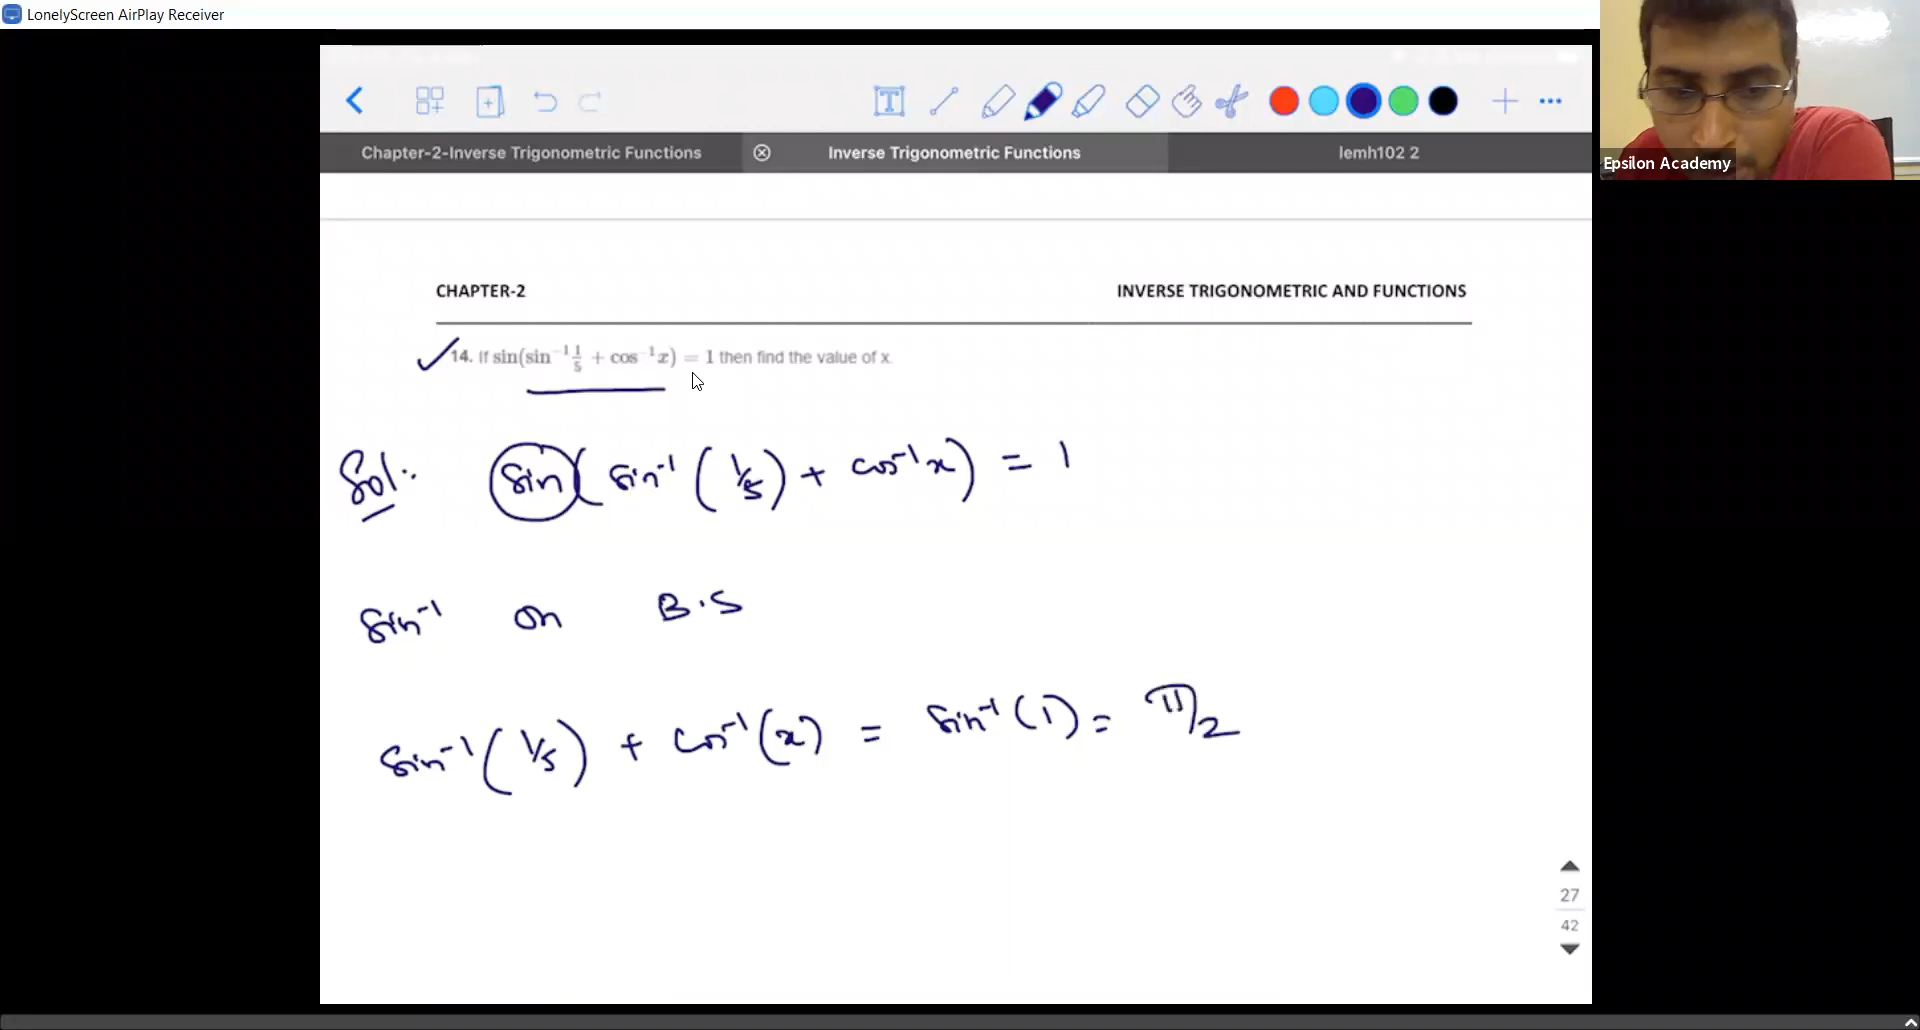 LonelyScreen AirPlay Receiver
Epsilon Academy
Chapter-2-Inverse Trigonometric Functions
Inverse Trigonometric Functions
lemh102 2
CHAPTER-2
INVERSE TRIGONOMETRIC AND FUNCTIONS
14. If sin(sin⁻¹ 1/5 + cos⁻¹x) = 1 then find the value of x.
Sol:. sin(sin⁻¹(1/5) + cos⁻¹x) = 1
Sin⁻¹ on B.S
sin⁻¹(1/5) + cos⁻¹(x) = sin⁻¹(1) = π/2
27
42